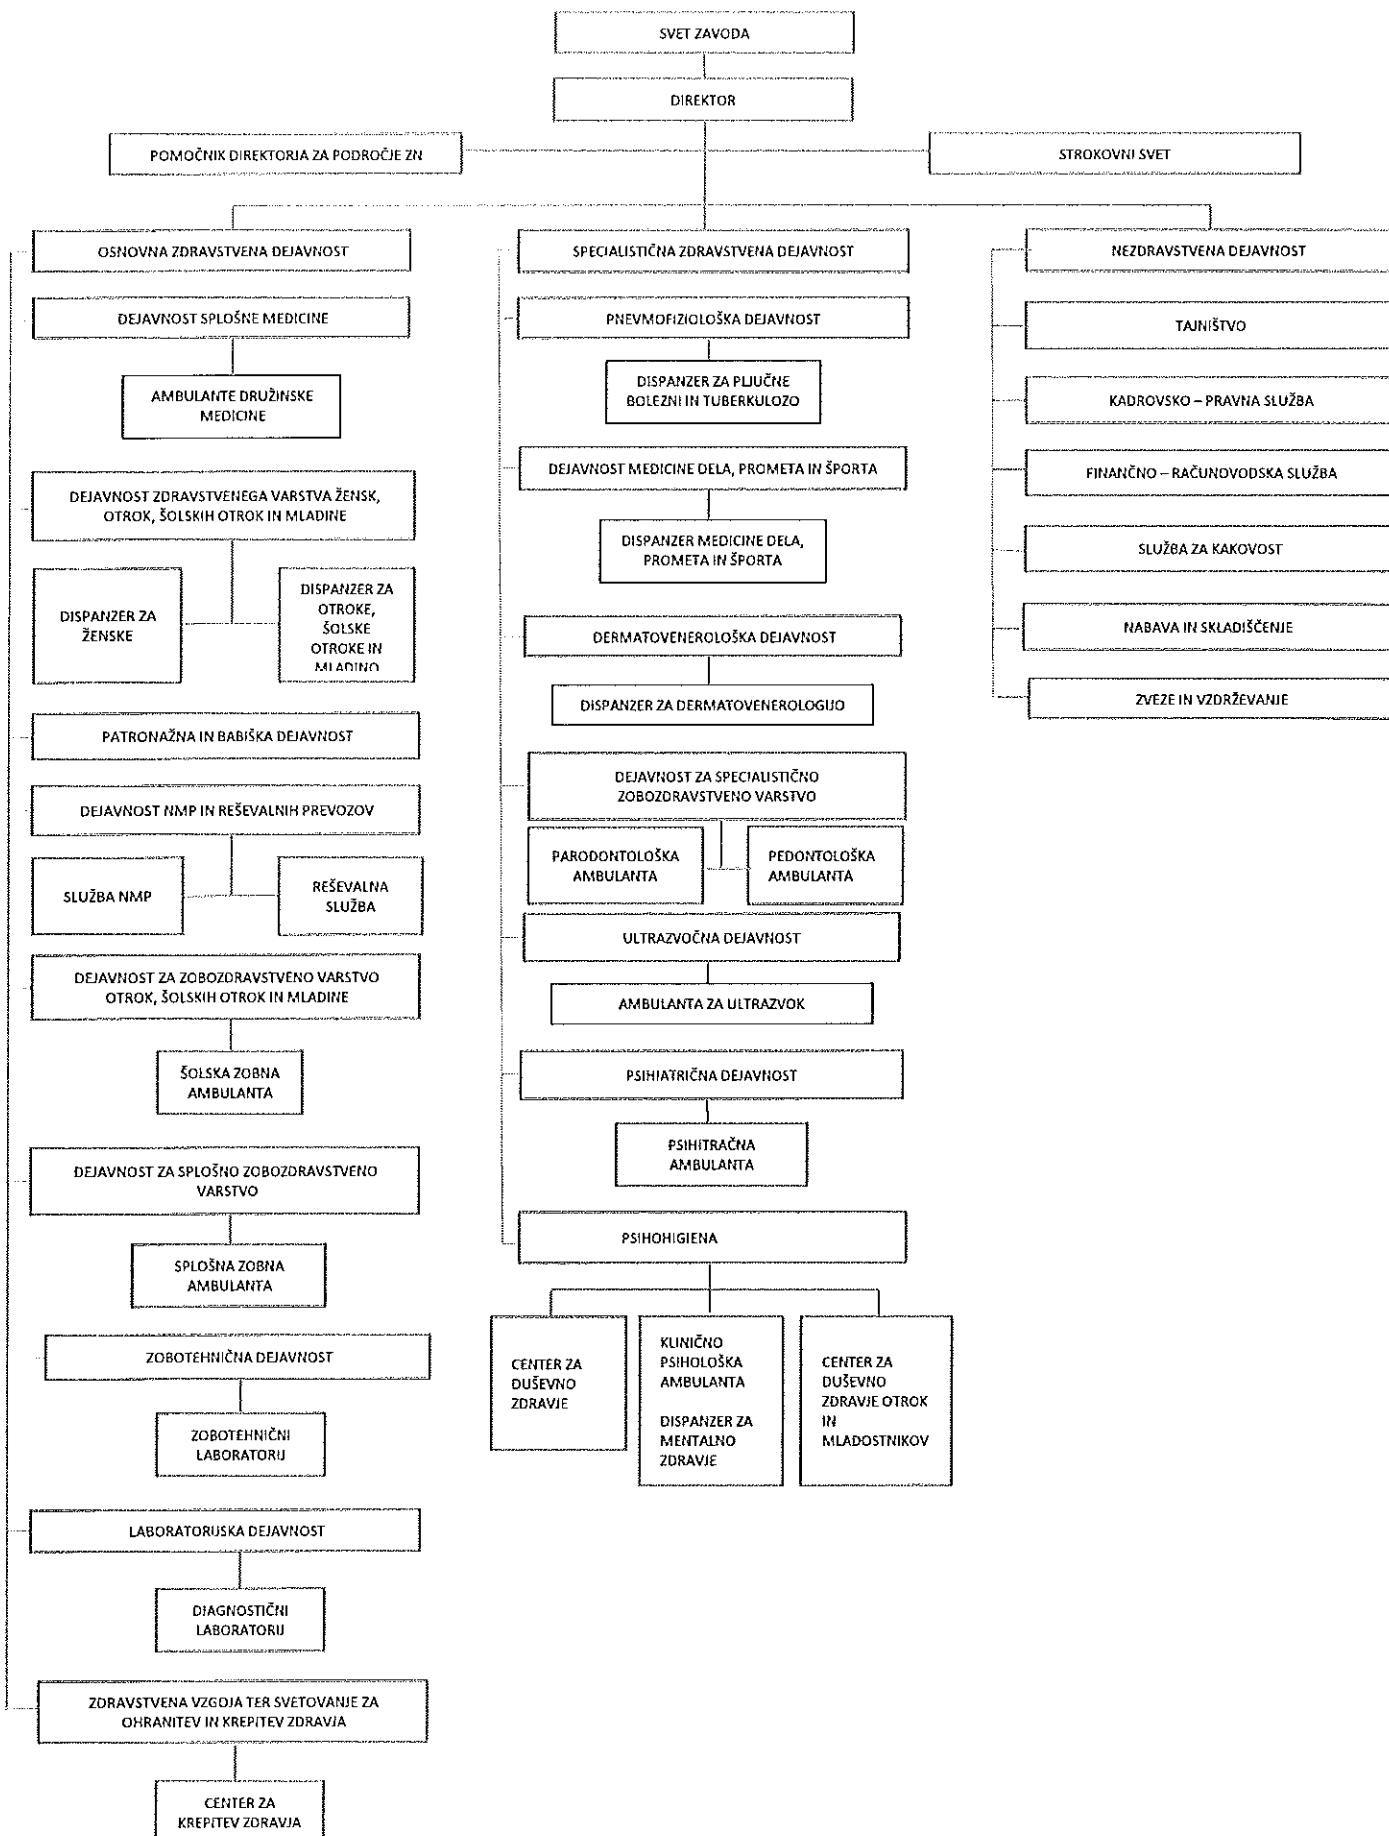 SVET ZAVODA
DIREKTOR
POMOČNIK DIREKTORJA ZA PODROČJE ZN
STROKOVNI SVET
OSNOVNA ZDRAVSTVENA DEJAVNOST
DEJAVNOST SPLOŠNE MEDICINE
AMBULANTE DRUŽINSKE
MEDICINE
DEJAVNOST ZDRAVSTVENEGA VARSTVA ŽENSK,
OTROK, ŠOLSKIH OTROK IN MLADINE
DISPANZER ZA
ŽENSKE
DISPANZER ZA
OTROKE,
ŠOLSKE
OTROKE IN
MLADINO
PATRONAŽNA IN BABIŠKA DEJAVNOST
DEJAVNOST NMP IN REŠEVALNIH PREVOZOV
SLUŽBA NMP
REŠEVALNA
SLUŽBA
DEJAVNOST ZA ZOBOZDRAVSTVENO VARSTVO
OTROK, ŠOLSKIH OTROK IN MLADINE
ŠOLSKA ZOBNA
AMBULANTA
DEJAVNOST ZA SPLOŠNO ZOBOZDRAVSTVENO
VARSTVO
SPLOŠNA ZOBNA
AMBULANTA
ZOBOTEHNIČNA DEJAVNOST
ZOBOTEHNIČNI
LABORATORIJ
LABORATORIJSKA DEJAVNOST
DIAGNOSTIČNI
LABORATORIJ
ZDRAVSTVENA VZGOJA TER SVETOVANJE ZA
OHRANITEV IN KREPITEV ZDRAVJA
CENTER ZA
KREPITEV ZDRAVJA
SPECIALISTIČNA ZDRAVSTVENA DEJAVNOST
PNEVMOFIZIOLOŠKA DEJAVNOST
DISPANZER ZA PLJUČNE
BOLEZNI IN TUBERKULOZO
DEJAVNOST MEDICINE DELA, PROMETA IN ŠPORTA
DISPANZER MEDICINE DELA,
PROMETA IN ŠPORTA
DERMATOVENEROLOŠKA DEJAVNOST
DISPANZER ZA DERMATOVENEROLOGIJO
DEJAVNOST ZA SPECIALISTIČNO
ZOBOZDRAVSTVENO VARSTVO
PARODONTOLOŠKA
AMBULANTA
PEDONTOLOŠKA
AMBULANTA
ULTRAZVOČNA DEJAVNOST
AMBULANTA ZA ULTRAZVOK
PSIHIATRIČNA DEJAVNOST
PSIHITRAČNA
AMBULANTA
PSIHOHIGIENA
CENTER ZA
DUŠEVNO
ZDRAVJE
KLINIČNO
PSIHOLOŠKA
AMBULANTA
DISPANZER ZA
MENTALNO
ZDRAVJE
CENTER ZA
DUŠEVNO
ZDRAVJE OTROK
IN
MLADOSTNIKOV
NEZDRAVSTVENA DEJAVNOST
TAJNIŠTVO
KADROVSKO – PRAVNA SLUŽBA
FINANČNO – RAČUNOVODSKA SLUŽBA
SLUŽBA ZA KAKOVOST
NABAVA IN SKLADIŠČENJE
ZVEZE IN VZDRŽEVANJE